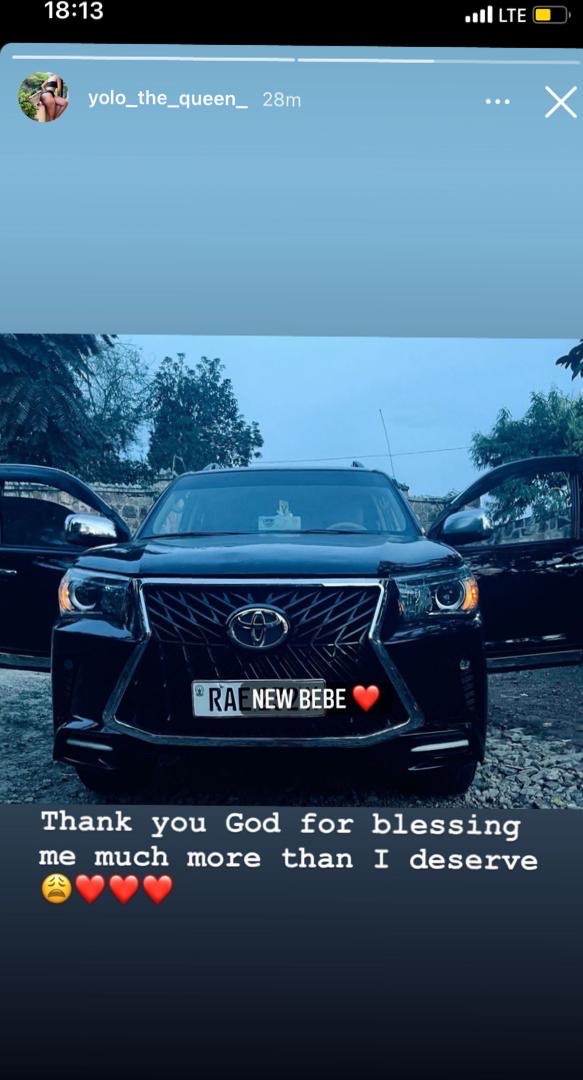 18:13
LTE
yolo_the_queen_ 28m
RAE
NEW BEBE ❤️
Thank you God for blessing
me much more than I deserve
😩❤️❤️❤️